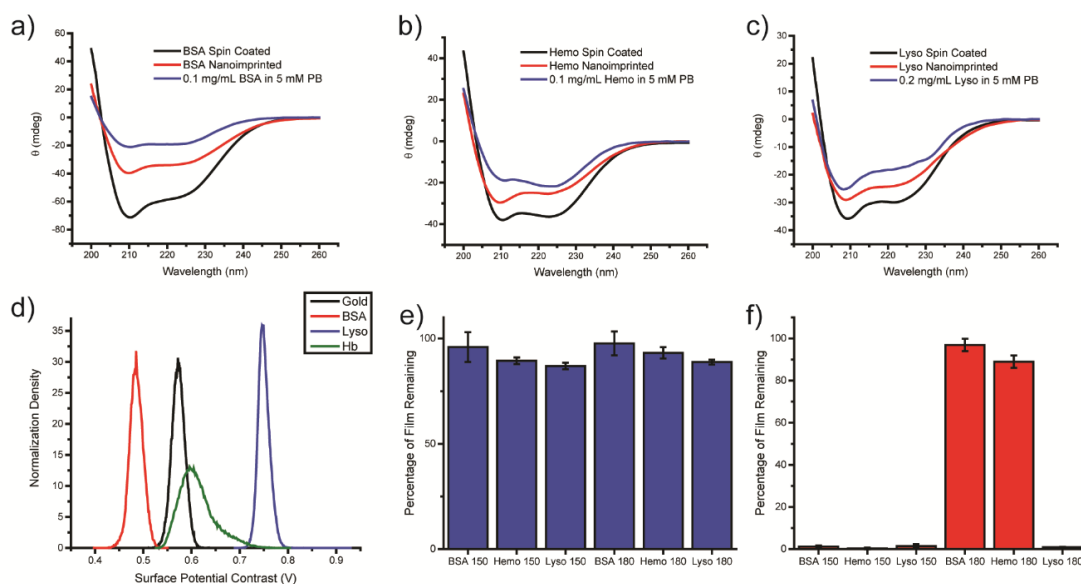 a)
BSA Spin Coated
BSA Nanoimprinted
0.1 mg/mL BSA in 5 mM PB
60
40
20
0
-20
-40
-60
-80
θ (mdeg)
200 210 220 230 240 250 260
Wavelength (nm)
b)
Hemo Spin Coated
Hemo Nanoimprinted
0.1 mg/mL Hemo in 5 mM PB
40
20
0
-20
-40
θ (mdeg)
200 210 220 230 240 250 260
Wavelength (nm)
c)
Lyso Spin Coated
Lyso Nanoimprinted
0.2 mg/mL Lyso in 5 mM PB
30
20
10
0
-10
-20
-30
-40
θ (mdeg)
200 210 220 230 240 250 260
Wavelength (nm)
d)
Gold
BSA
Lyso
Hb
35
30
25
20
15
10
5
0
Normalization Density
0.4 0.5 0.6 0.7 0.8 0.9
Surface Potential Contrast (V)
e)
100
50
0
Percentage of Film Remaining
BSA 150 Hemo 150 Lyso 150 BSA 180 Hemo 180 Lyso 180
f)
100
80
60
40
20
0
Percentage of Film Remaining
BSA 150 Hemo 150 Lyso 150 BSA 180 Hemo 180 Lyso 180